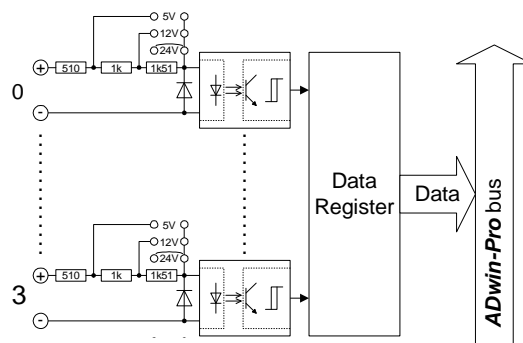 5V
12V
24V
+ 510 1k 1k51
0
-
Data Register
Data
ADwin-Pro bus
5V
12V
24V
+ 510 1k 1k51
3
-